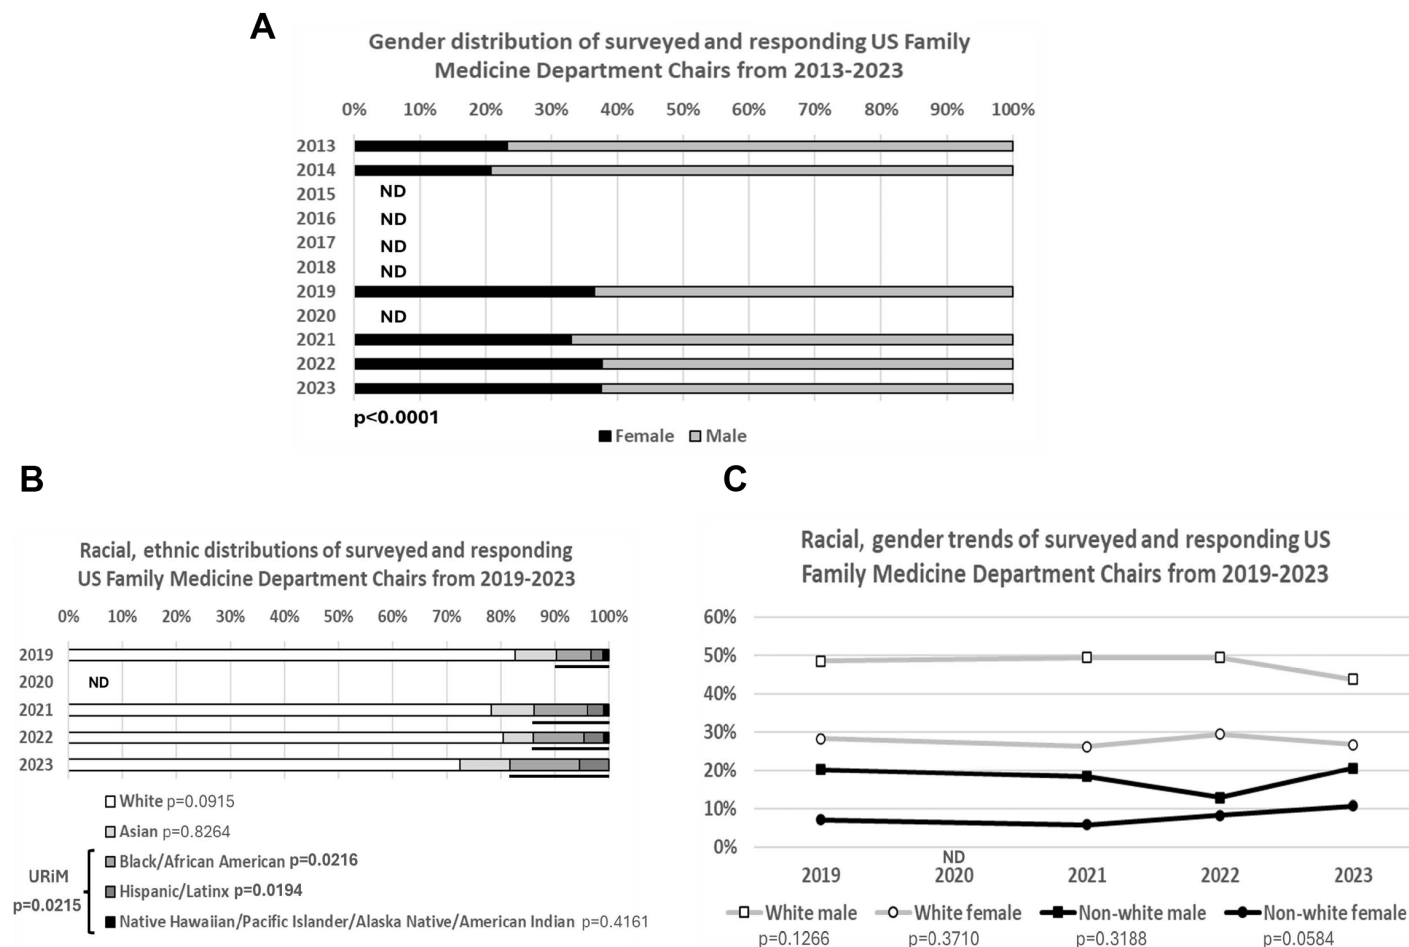 A
Gender distribution of surveyed and responding US Family
Medicine Department Chairs from 2013-2023
0% 10% 20% 30% 40% 50% 60% 70% 80% 90% 100%
2013
2014
2015 ND
2016 ND
2017 ND
2018 ND
2019
2020 ND
2021
2022
2023
p<0.0001
Female Male
B
Racial, ethnic distributions of surveyed and responding
US Family Medicine Department Chairs from 2019-2023
0% 10% 20% 30% 40% 50% 60% 70% 80% 90% 100%
2019
2020 ND
2021
2022
2023
White p=0.0915
Asian p=0.8264
Black/African American p=0.0216
Hispanic/Latinx p=0.0194
Native Hawaiian/Pacific Islander/Alaska Native/American Indian p=0.4161
URiM
p=0.0215
C
Racial, gender trends of surveyed and responding US
Family Medicine Department Chairs from 2019-2023
60%
50%
40%
30%
20%
10%
0%
ND
2019 2020 2021 2022 2023
White male White female Non-white male Non-white female
p=0.1266 p=0.3710 p=0.3188 p=0.0584